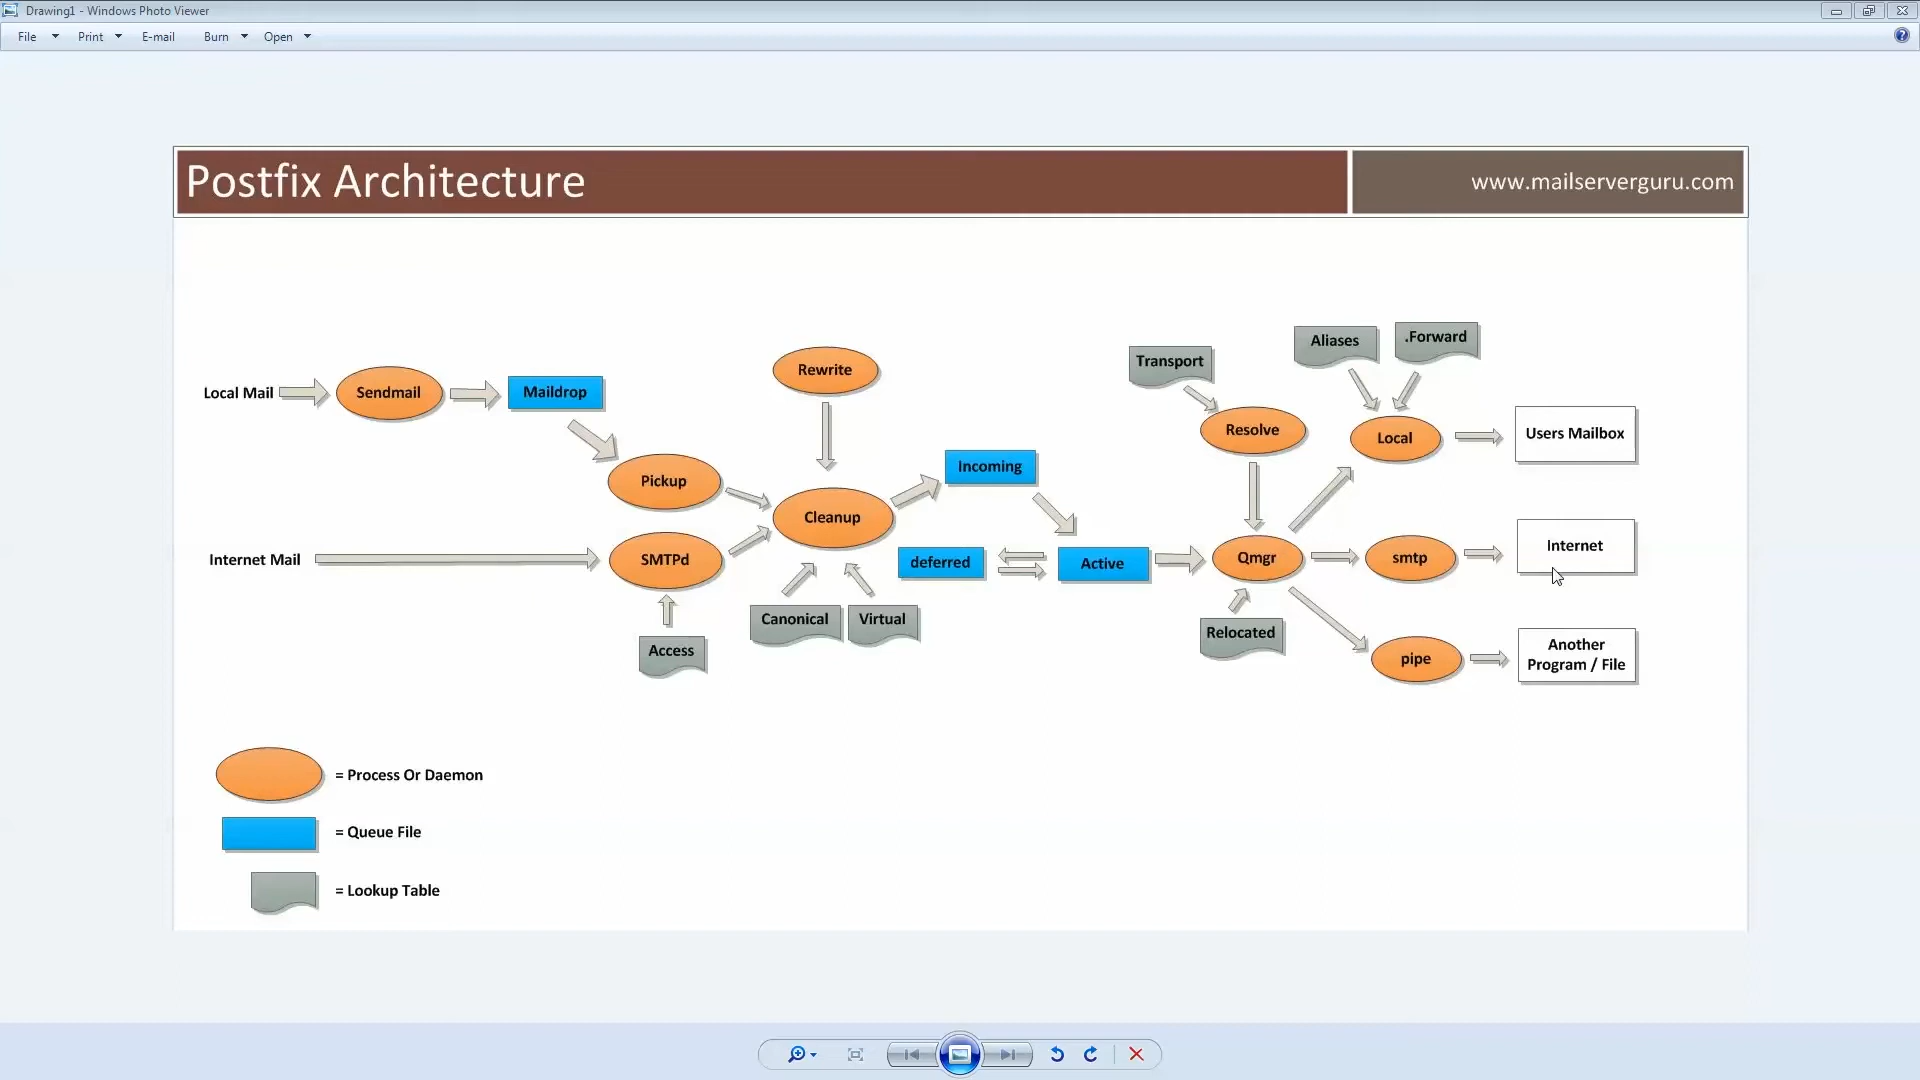 Drawing1 - Windows Photo Viewer
File Print E-mail Burn Open
Postfix Architecture
www.mailserverguru.com
Aliases
.Forward
Transport
Rewrite
Local Mail
Sendmail
Maildrop
Resolve
Local
Users Mailbox
Pickup
Incoming
Cleanup
Internet Mail
SMTPd
deferred
Active
Qmgr
smtp
Internet
Access
Canonical
Virtual
Relocated
pipe
Another
Program / File
= Process Or Daemon
= Queue File
= Lookup Table